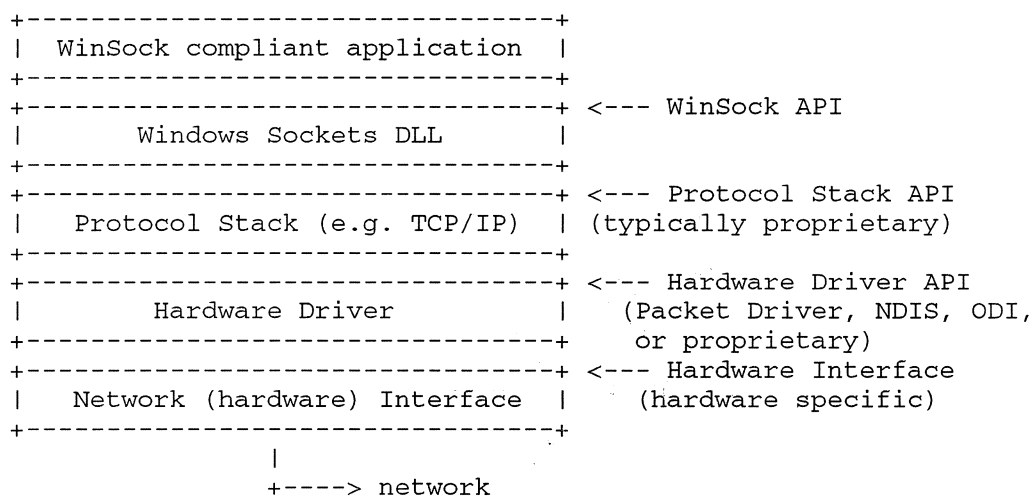 +-------------------------------+
|  WinSock compliant application  |
+-------------------------------+
+-------------------------------+ <--- WinSock API
|       Windows Sockets DLL       |
+-------------------------------+
+-------------------------------+ <--- Protocol Stack API
|   Protocol Stack (e.g. TCP/IP)  | (typically proprietary)
+-------------------------------+
+-------------------------------+ <--- Hardware Driver API
|        Hardware Driver          |   (Packet Driver, NDIS, ODI,
+-------------------------------+    or proprietary)
+-------------------------------+ <--- Hardware Interface
|   Network (hardware) Interface  |    (hardware specific)
+-------------------------------+
|
+----> network